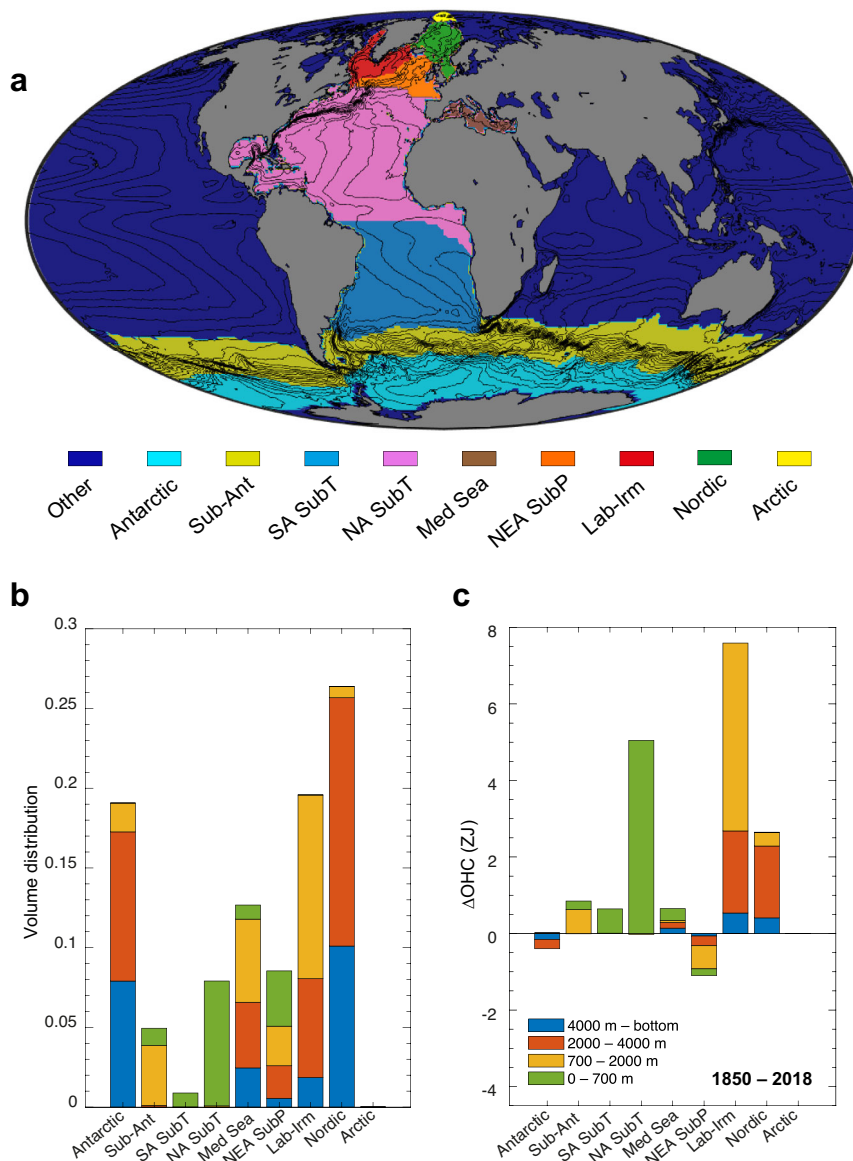 a
Other
Antarctic
Sub-Ant
SA SubT
NA SubT
Med Sea
NEA SubP
Lab-Irm
Nordic
Arctic
b
0.3
0.25
0.2
0.15
0.1
0.05
0
Volume distribution
Antarctic
Sub-Ant
SA SubT
NA SubT
Med Sea
NEA SubP
Lab-Irm
Nordic
Arctic
c
8
6
4
2
0
-2
-4
ΔOHC (ZJ)
4000 m – bottom
2000 – 4000 m
700 – 2000 m
0 – 700 m
1850 – 2018
Antarctic
Sub-Ant
SA SubT
NA SubT
Med Sea
NEA SubP
Lab-Irm
Nordic
Arctic